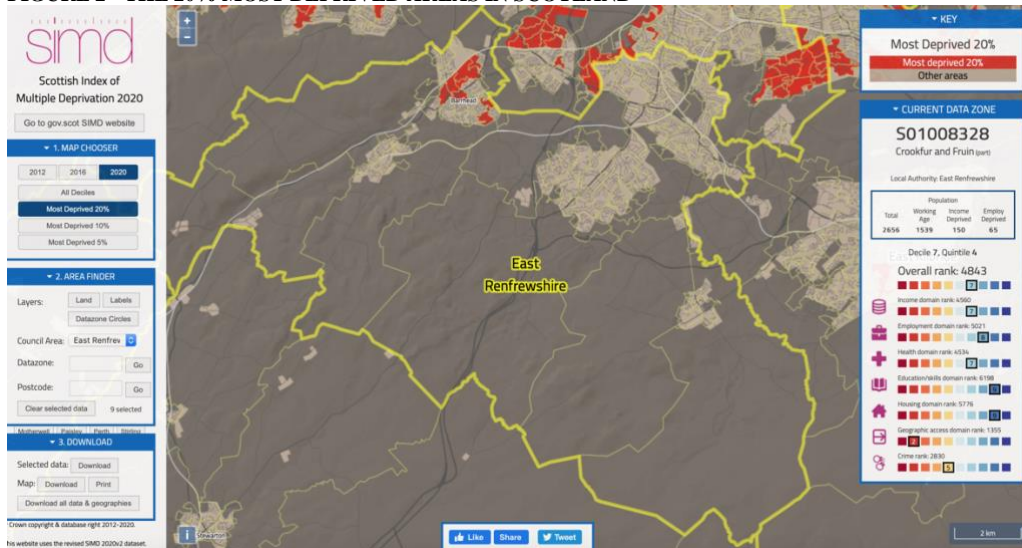 simd
Scottish Index of
Multiple Deprivation 2020
Go to gov.scot SIMD website
1. MAP CHOOSER
2012 2016 2020
All Deciles
Most Deprived 20%
Most Deprived 10%
Most Deprived 5%
2. AREA FINDER
Layers: Land Labels
Datazone Circles
Council Area: East Renfrew
Datazone: Go
Postcode: Go
Clear selected data 9 selected
Motherwell Paisley Perth Stirling
3. DOWNLOAD
Selected data: Download
Map: Download Print
Download all data & geographies
Crown copyright & database right 2012-2020.
his website uses the revised SIMD 2020v2 dataset.
+
-
Barrhead
East
Renfrewshire
Stewarton
i
Like Share Tweet
KEY
Most Deprived 20%
Most deprived 20%
Other areas
CURRENT DATA ZONE
S01008328
Crookfur and Fruin (part)
Local Authority: East Renfrewshire
Population
Total Working Age Income Deprived Employ Deprived
2656 1539 150 65
Decile 7, Quintile 4
Overall rank: 4843
7
Income domain rank: 4560
7
Employment domain rank: 5021
8
Health domain rank: 4534
7
Education/skills domain rank: 6198
Housing domain rank: 5776
Geographic access domain rank: 1355
2
Crime rank: 2830
5
2 km